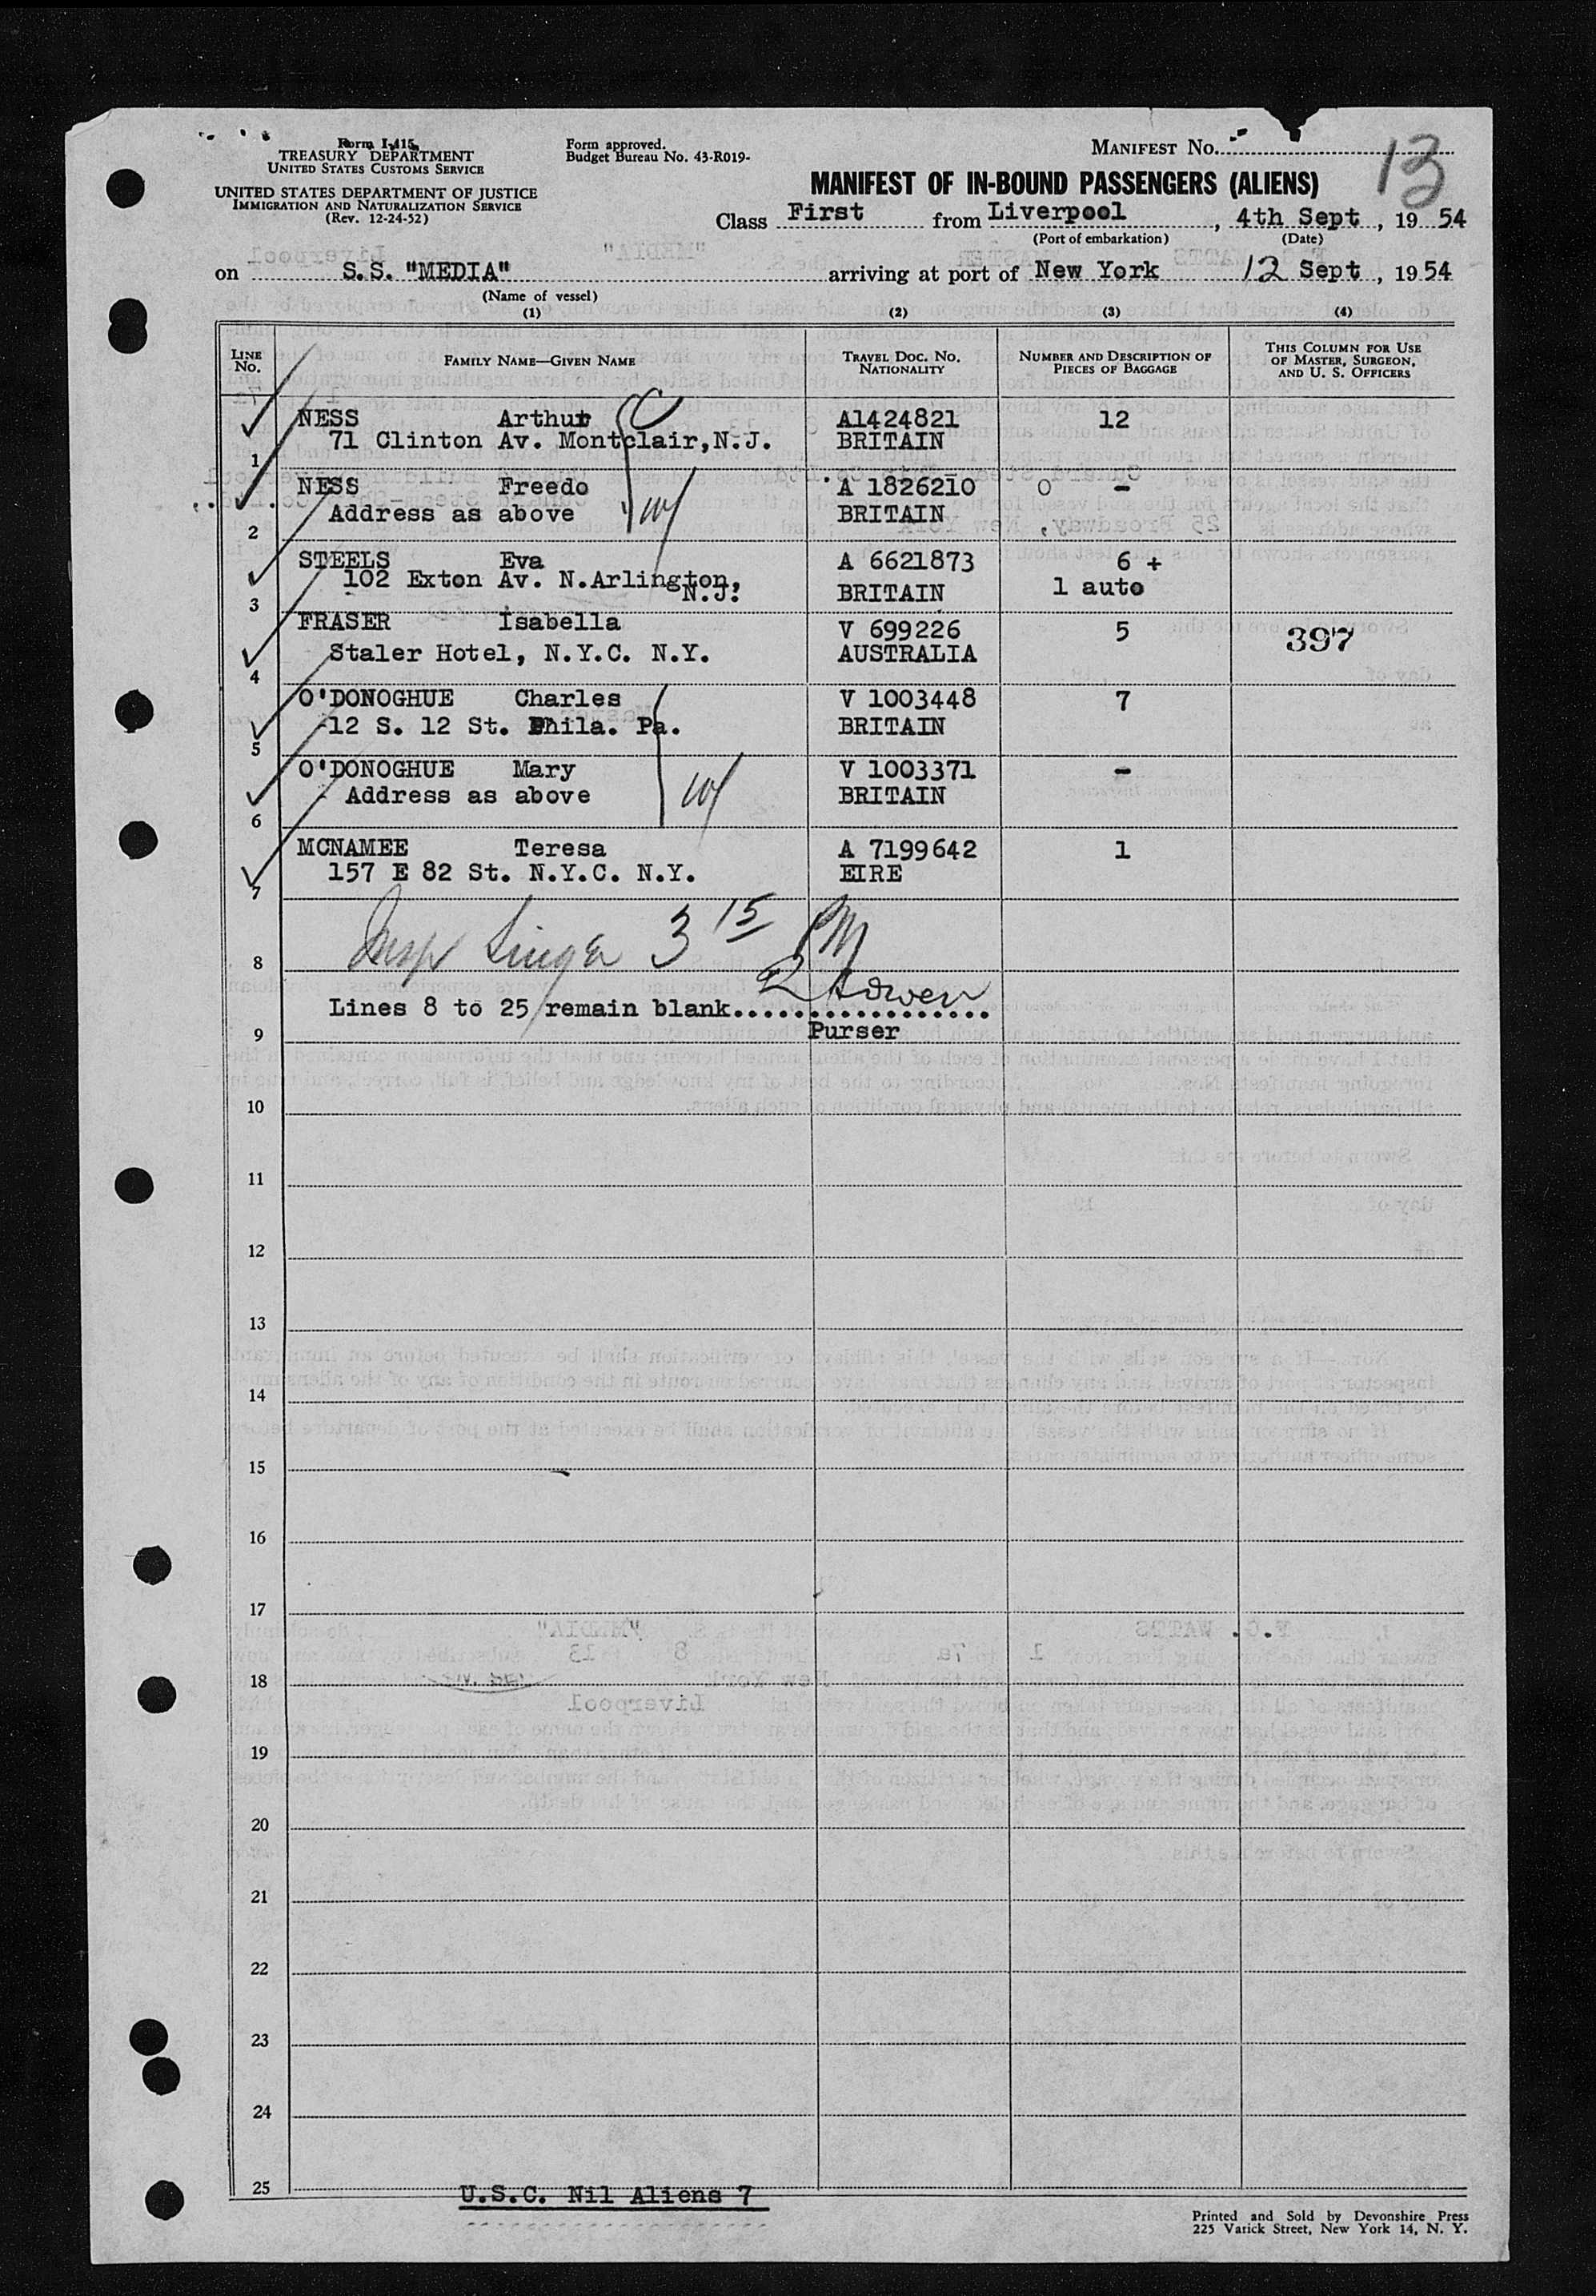 Form I-415
TREASURY DEPARTMENT
UNITED STATES CUSTOMS SERVICE
UNITED STATES DEPARTMENT OF JUSTICE
IMMIGRATION AND NATURALIZATION SERVICE
(Rev. 12-24-52)
Form approved.
Budget Bureau No. 43-R019-
MANIFEST NO. 13
MANIFEST OF IN-BOUND PASSENGERS (ALIENS)
Class First from Liverpool, 4th Sept, 1954
(Port of embarkation) (Date)
on S.S. "MEDIA" arriving at port of New York 12 Sept, 1954
(Name of vessel)
(1) (2) (3) (4)
LINE NO. FAMILY NAME—GIVEN NAME TRAVEL DOC. NO. NATIONALITY NUMBER AND DESCRIPTION OF PIECES OF BAGGAGE THIS COLUMN FOR USE OF MASTER, SURGEON, AND U. S. OFFICERS
NESS Arthur A1424821 12
1 71 Clinton Av. Montclair,N.J. BRITAIN
NESS Freedo A 1826210 0 -
2 Address as above BRITAIN
STEELS Eva A 6621873 6 +
3 102 Exton Av. N.Arlington, N.J. BRITAIN 1 auto
FRASER Isabella V 699226 5 397
4 Staler Hotel, N.Y.C. N.Y. AUSTRALIA
O'DONOGHUE Charles V 1003448 7
5 -12 S. 12 St. Phila. Pa. BRITAIN
O'DONOGHUE Mary V 1003371 -
6 - Address as above BRITAIN
MCNAMEE Teresa A 7199642 1
7 157 E 82 St. N.Y.C. N.Y. EIRE
8 Insp Singer 3 15 PM
Lines 8 to 25 remain blank..................
9 Purser
10
11
12
13
14
15
16
17
18
19
20
21
22
23
24
25
U.S.C. Nil Aliens 7
Printed and Sold by Devonshire Press
225 Varick Street, New York 14, N. Y.